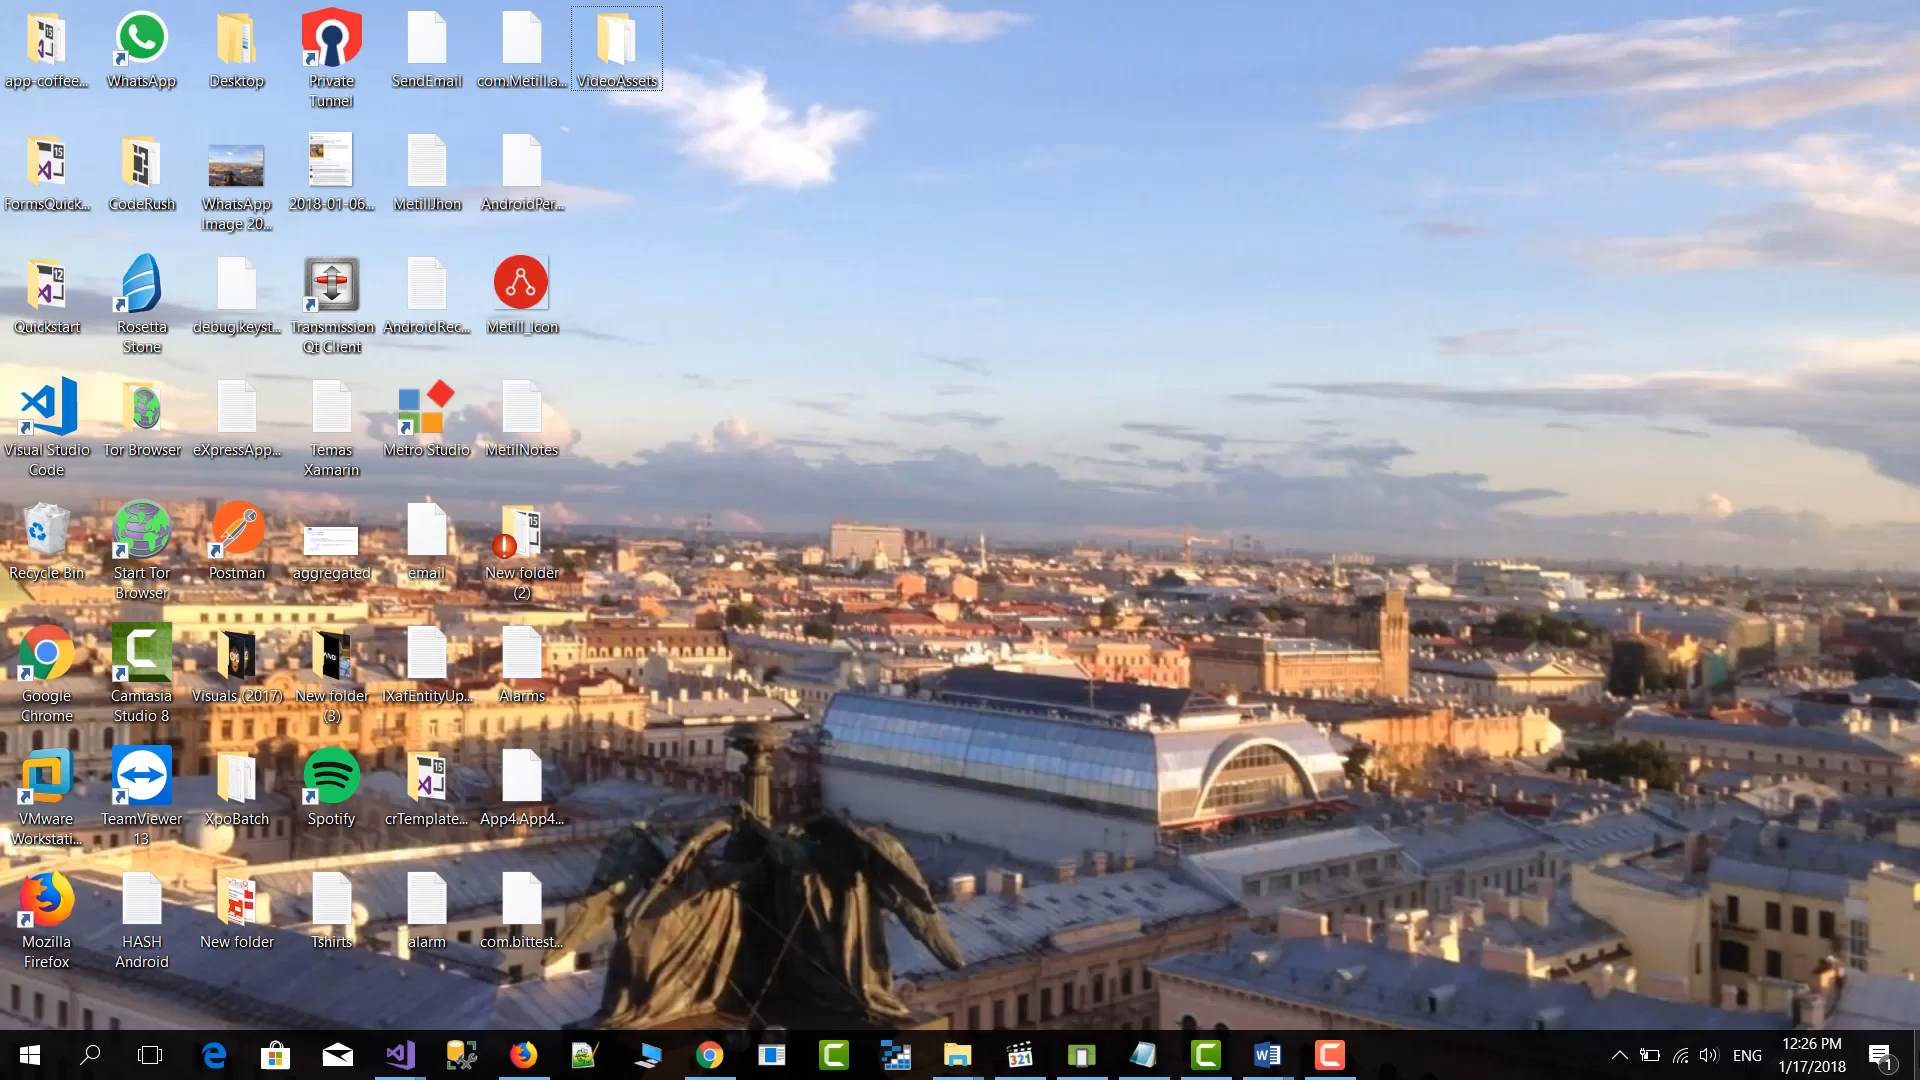 app-coffee...
WhatsApp
Desktop
Private
Tunnel
SendEmail
com.Metill.a...
VideoAssets
FormsQuick...
CodeRush
WhatsApp
Image 20...
2018-01-06...
MetillJhon
AndroidPer...
Quickstart
Rosetta
Stone
debug.keyst...
Transmission
Qt Client
AndroidRec...
Metill_Icon
Visual Studio
Code
Tor Browser
eXpressApp...
Temas
Xamarin
Metro Studio
MetilNotes
Recycle Bin
Start Tor
Browser
Postman
aggregated
email
New folder
(2)
Google
Chrome
Camtasia
Studio 8
Visuals (2017)
New folder
(3)
IXafEntityUp...
Alarms
VMware
Workstati...
TeamViewer
13
XpoBatch
Spotify
crTemplate...
App4.App4...
Mozilla
Firefox
HASH
Android
New folder
Tshirts
alarm
com.bittest...
ENG
12:26 PM
1/17/2018
1